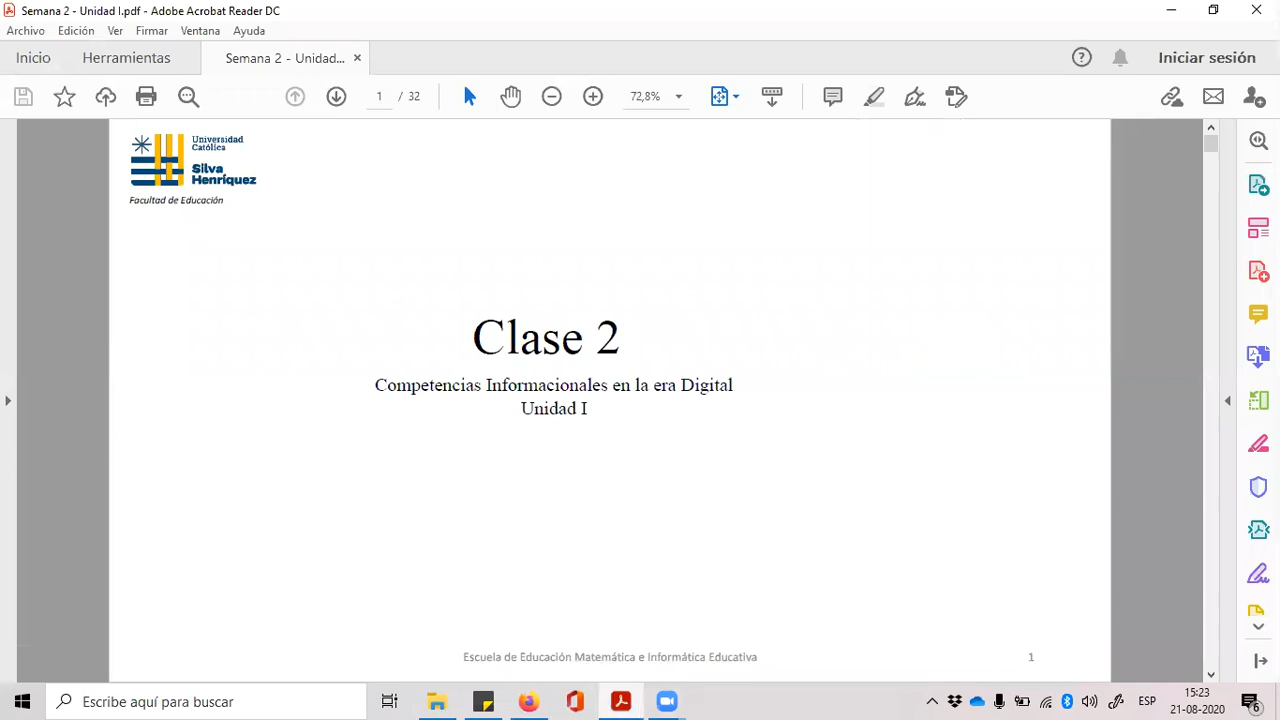 Semana 2 - Unidad I.pdf - Adobe Acrobat Reader DC
Archivo Edición Ver Firmar Ventana Ayuda
Inicio Herramientas Semana 2 - Unidad... × Iniciar sesión
1 / 32 72,8%
Universidad
Católica
Silva
Henríquez
Facultad de Educación
Clase 2
Competencias Informacionales en la era Digital
Unidad I
Escuela de Educación Matemática e Informática Educativa 1
Escribe aquí para buscar
ESP
15:23
21-08-2020
6